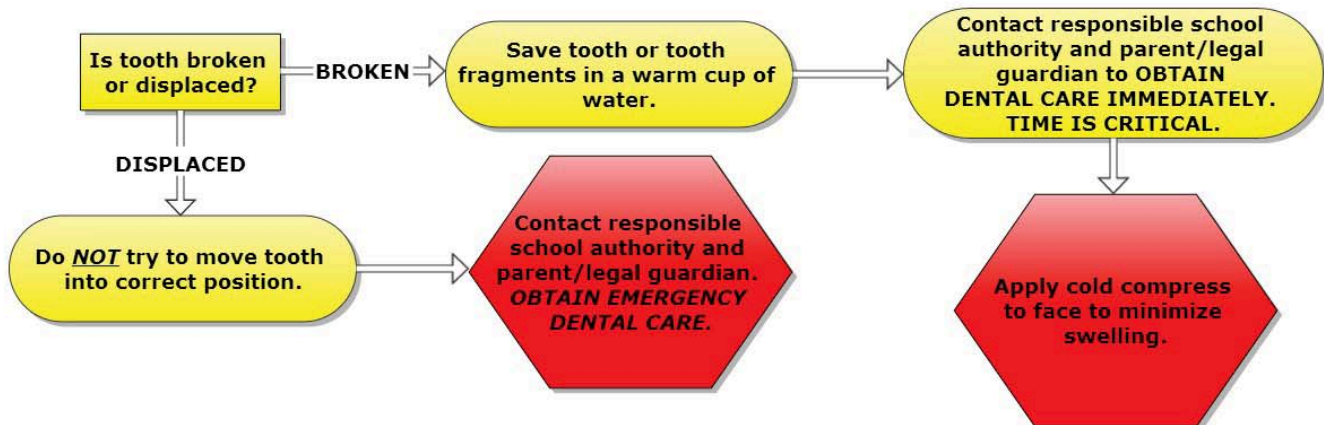 Is tooth broken
or displaced?
BROKEN
Save tooth or tooth
fragments in a warm cup of
water.
Contact responsible school
authority and parent/legal
guardian to OBTAIN
DENTAL CARE IMMEDIATELY.
TIME IS CRITICAL.
DISPLACED
Do NOT try to move tooth
into correct position.
Contact responsible
school authority and
parent/legal guardian.
OBTAIN EMERGENCY
DENTAL CARE.
Apply cold compress
to face to minimize
swelling.